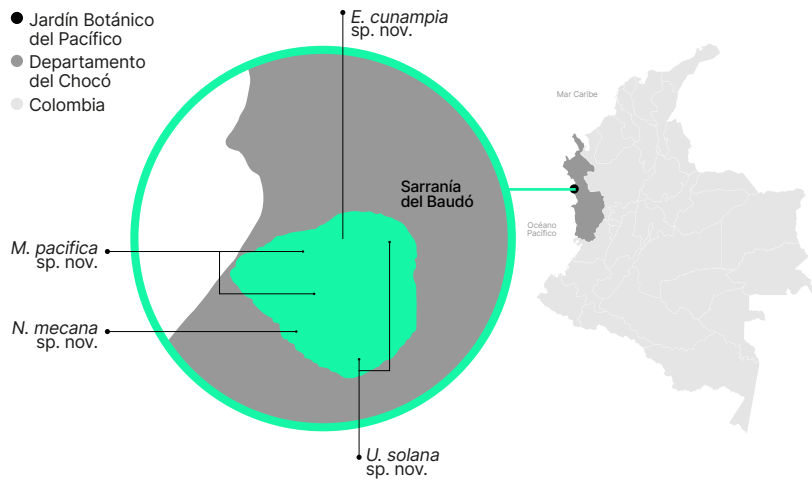 Jardín Botánico
del Pacífico
Departamento
del Chocó
Colombia
E. cunampia
sp. nov.
Mar Caribe
Sarranía
del Baudó
Océano
Pacífico
M. pacifica
sp. nov.
N. mecana
sp. nov.
U. solana
sp. nov.